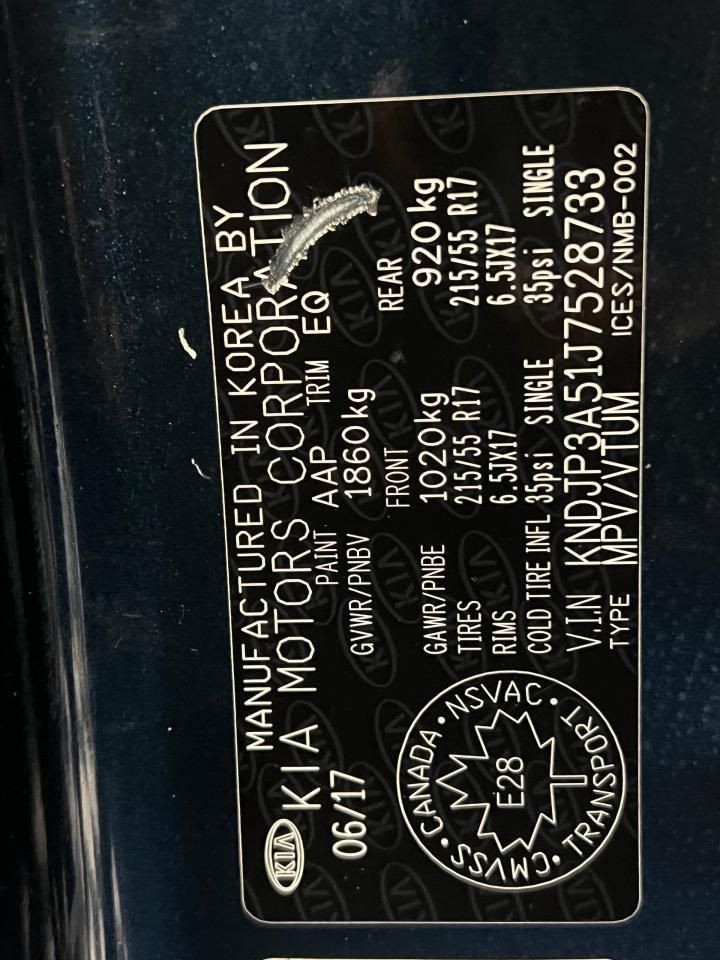 KIA
MANUFACTURED IN KOREA BY
KIA MOTORS CORPORATION
06/17 PAINT AAP TRIM EQ
GVWR/PNBV 1860kg
FRONT REAR
GAWR/PNBE 1020kg 920kg
TIRES 215/55 R17 215/55 R17
RIMS 6.5JX17 6.5JX17
COLD TIRE INFL 35psi SINGLE 35psi SINGLE
V.I.N KNDJP3A51J7528733
TYPE MPV/VTUM ICES/NMB-002
CMVSS • CANADA • NSVAC •
TRANSPORT •
E28